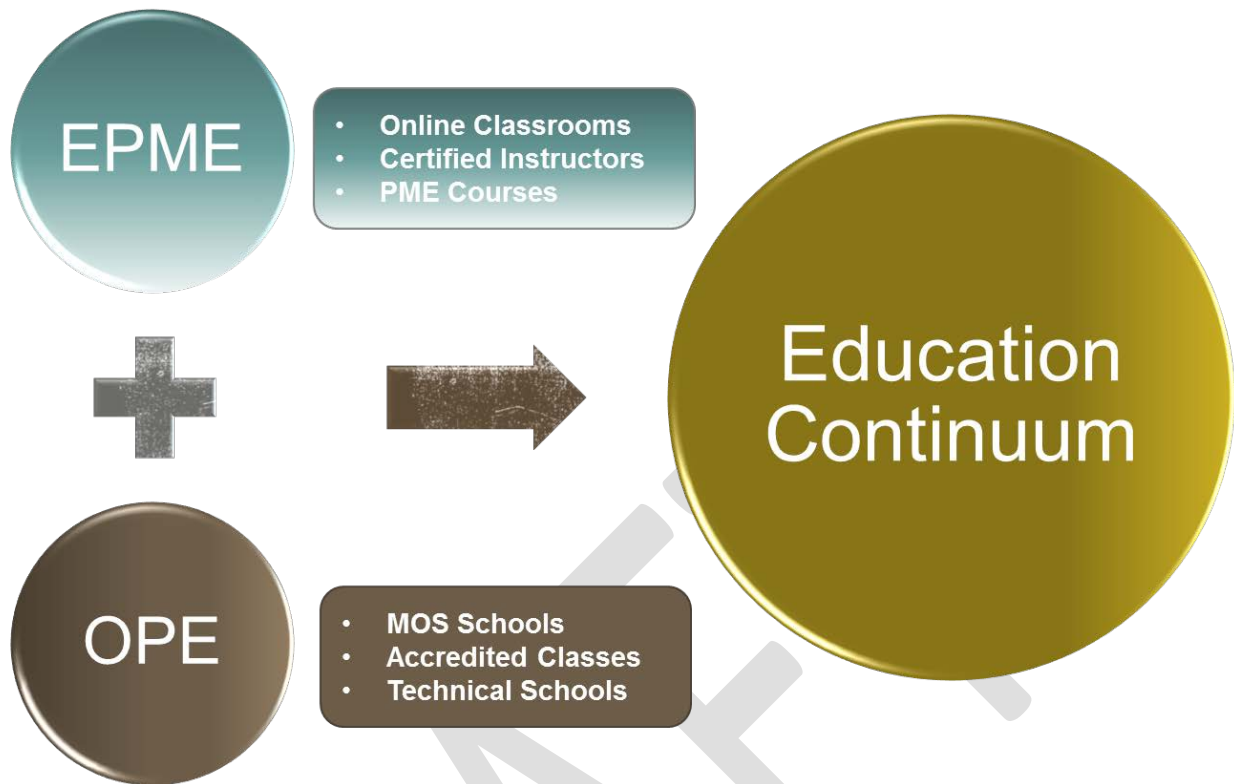 EPME
• Online Classrooms
• Certified Instructors
• PME Courses
Education
Continuum
OPE
• MOS Schools
• Accredited Classes
• Technical Schools